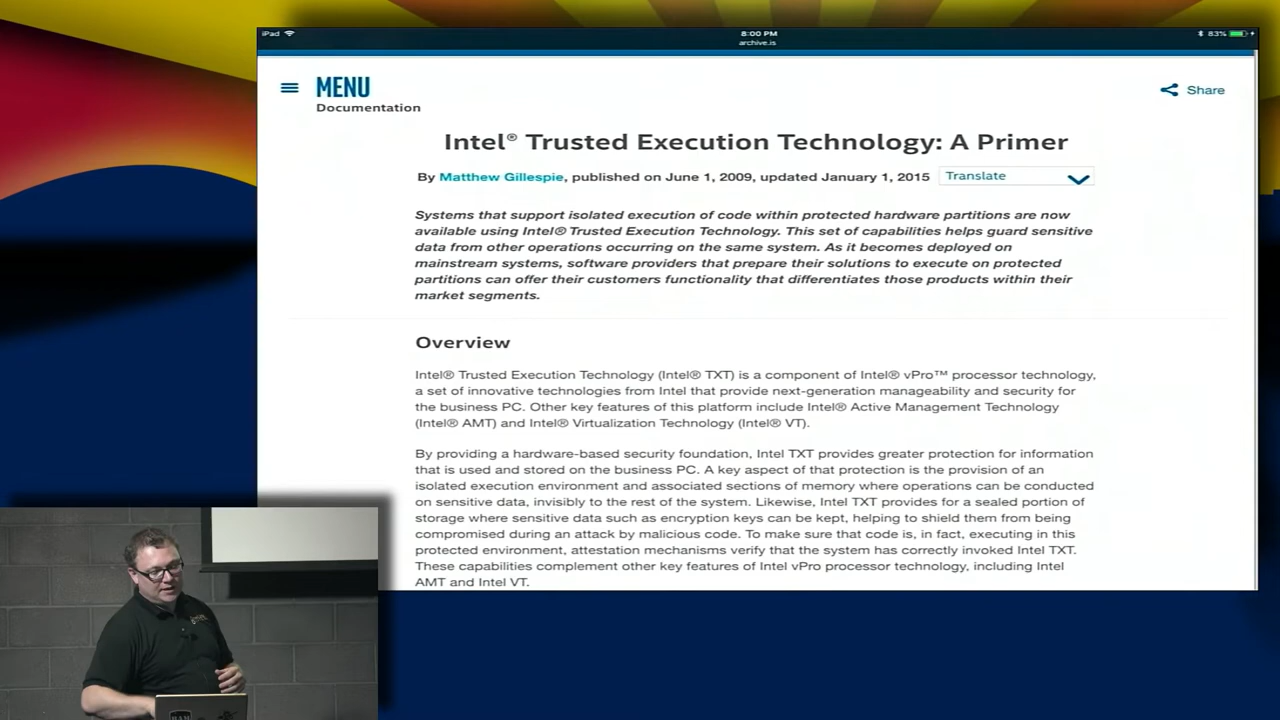 iPad
8:00 PM
83%
archive.is
MENU
Share
Documentation
Intel® Trusted Execution Technology: A Primer
By Matthew Gillespie, published on June 1, 2009, updated January 1, 2015
Translate
Systems that support isolated execution of code within protected hardware partitions are now
available using Intel® Trusted Execution Technology. This set of capabilities helps guard sensitive
data from other operations occurring on the same system. As it becomes deployed on
mainstream systems, software providers that prepare their solutions to execute on protected
partitions can offer their customers functionality that differentiates those products within their
market segments.
Overview
Intel® Trusted Execution Technology (Intel® TXT) is a component of Intel® vPro™ processor technology,
a set of innovative technologies from Intel that provide next-generation manageability and security for
the business PC. Other key features of this platform include Intel® Active Management Technology
(Intel® AMT) and Intel® Virtualization Technology (Intel® VT).
By providing a hardware-based security foundation, Intel TXT provides greater protection for information
that is used and stored on the business PC. A key aspect of that protection is the provision of an
isolated execution environment and associated sections of memory where operations can be conducted
on sensitive data, invisibly to the rest of the system. Likewise, Intel TXT provides for a sealed portion of
storage where sensitive data such as encryption keys can be kept, helping to shield them from being
compromised during an attack by malicious code. To make sure that code is, in fact, executing in this
protected environment, attestation mechanisms verify that the system has correctly invoked Intel TXT.
These capabilities complement other key features of Intel vPro processor technology, including Intel
AMT and Intel VT.